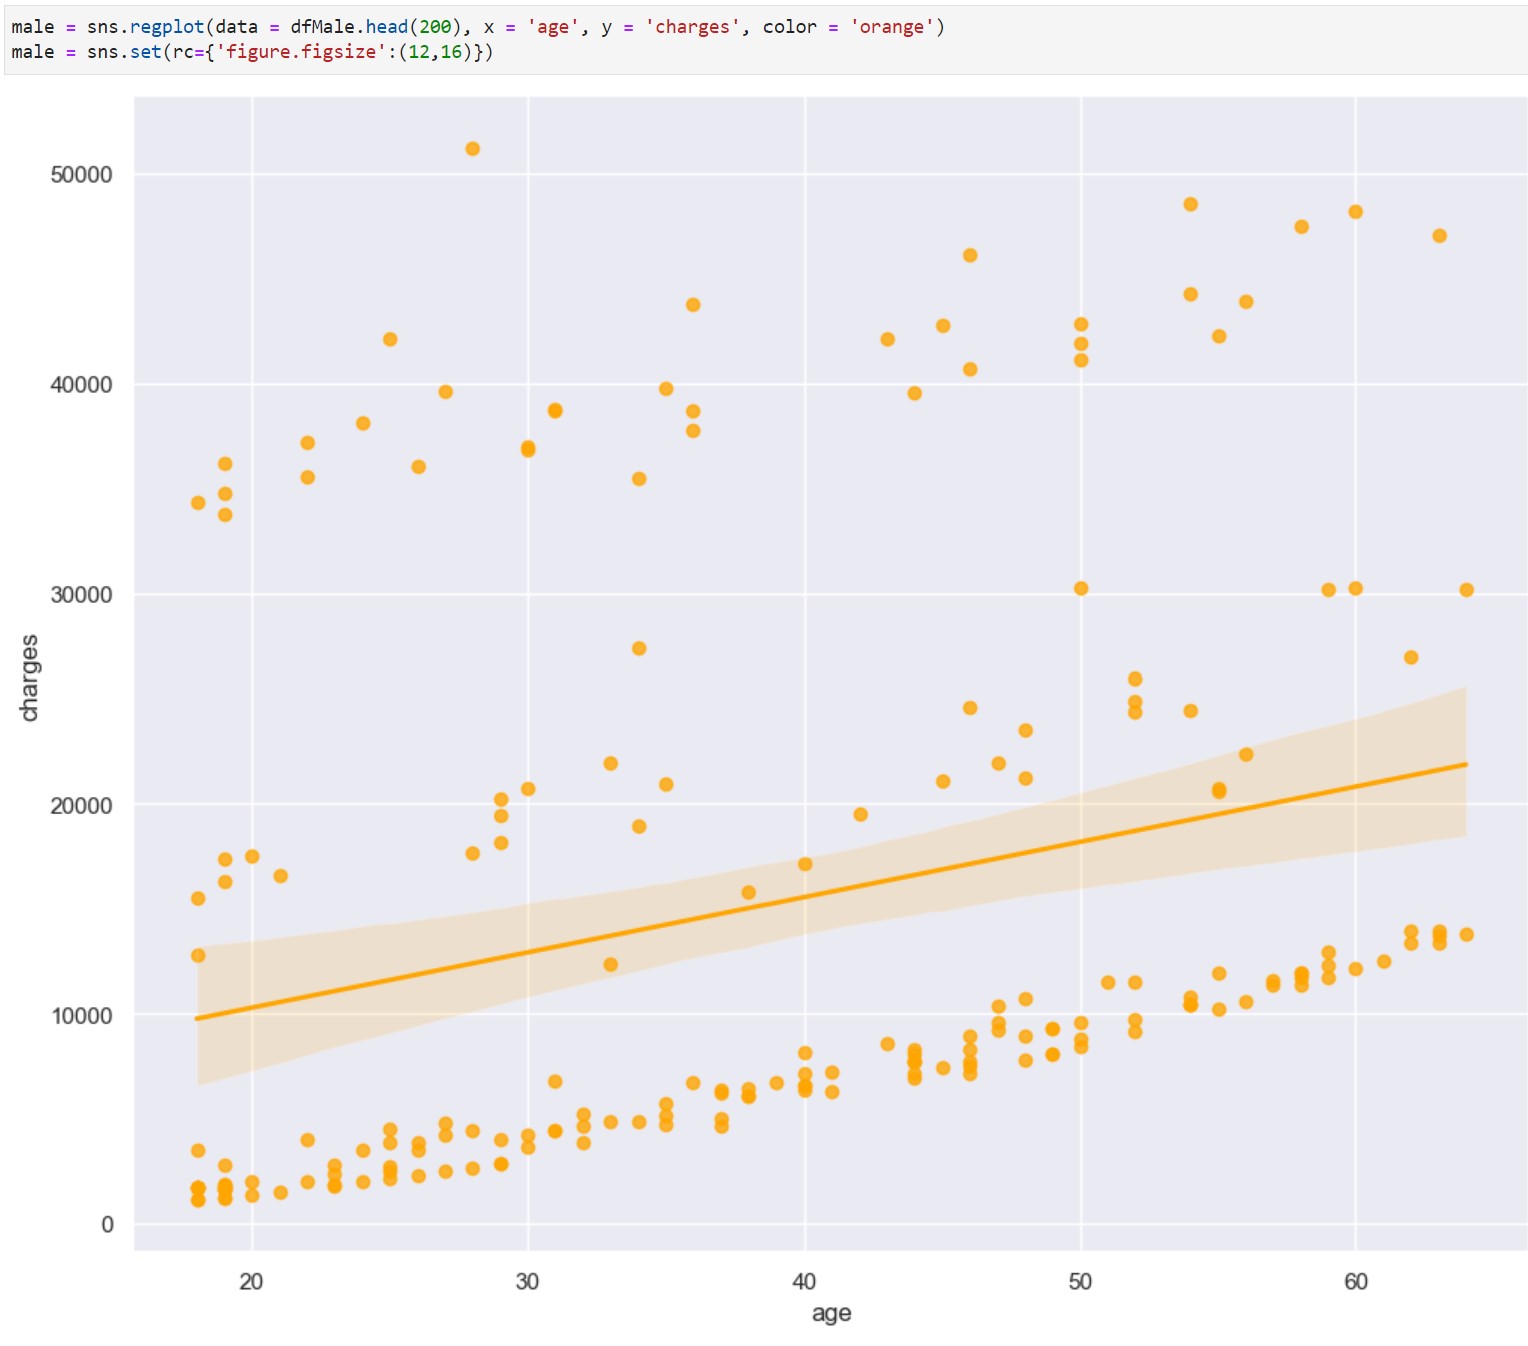 male = sns.regplot(data = dfMale.head(200), x = 'age', y = 'charges', color = 'orange')
male = sns.set(rc={'figure.figsize':(12,16)})
50000
40000
30000
20000
10000
0
charges
20 30 40 50 60
age